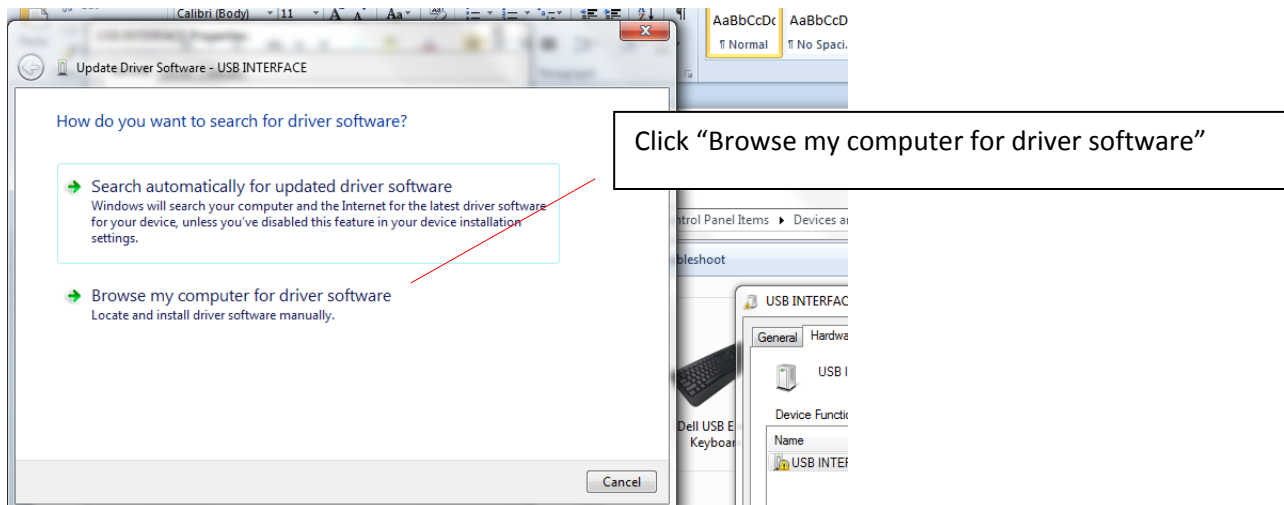 Calibri (Body)
11
Aa
AaBbCcDc
AaBbCcD
¶ Normal
¶ No Spaci.
Update Driver Software - USB INTERFACE
How do you want to search for driver software?
Click “Browse my computer for driver software”
Search automatically for updated driver software
Windows will search your computer and the Internet for the latest driver software
for your device, unless you've disabled this feature in your device installation
settings.
Browse my computer for driver software
Locate and install driver software manually.
ntrol Panel Items ▸ Devices a
bleshoot
USB INTERFAC
General
Hardwa
USB I
Device Functio
Name
USB INTER
Dell USB E
Keyboar
Cancel